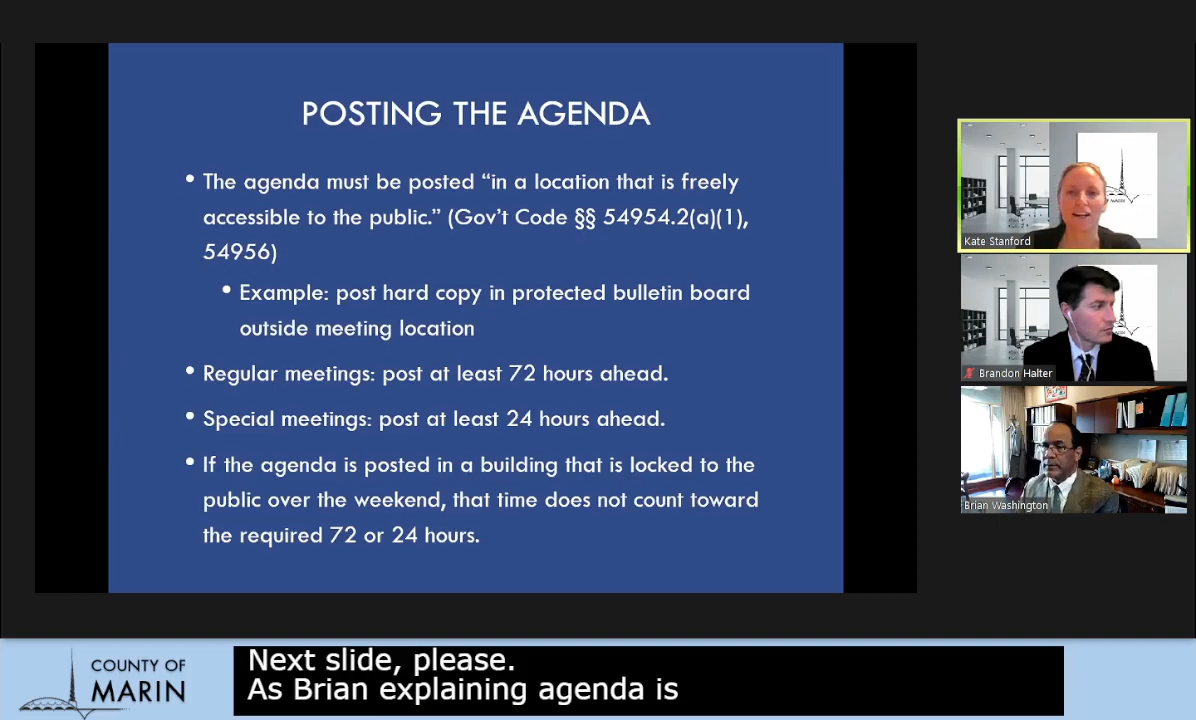 POSTING THE AGENDA
• The agenda must be posted “in a location that is freely
accessible to the public.” (Gov’t Code §§ 54954.2(a)(1),
54956)
• Example: post hard copy in protected bulletin board
outside meeting location
• Regular meetings: post at least 72 hours ahead.
• Special meetings: post at least 24 hours ahead.
• If the agenda is posted in a building that is locked to the
public over the weekend, that time does not count toward
the required 72 or 24 hours.
Kate Stanford
Brandon Halter
Brian Washington
COUNTY OF
MARIN
Next slide, please.
As Brian explaining agenda is